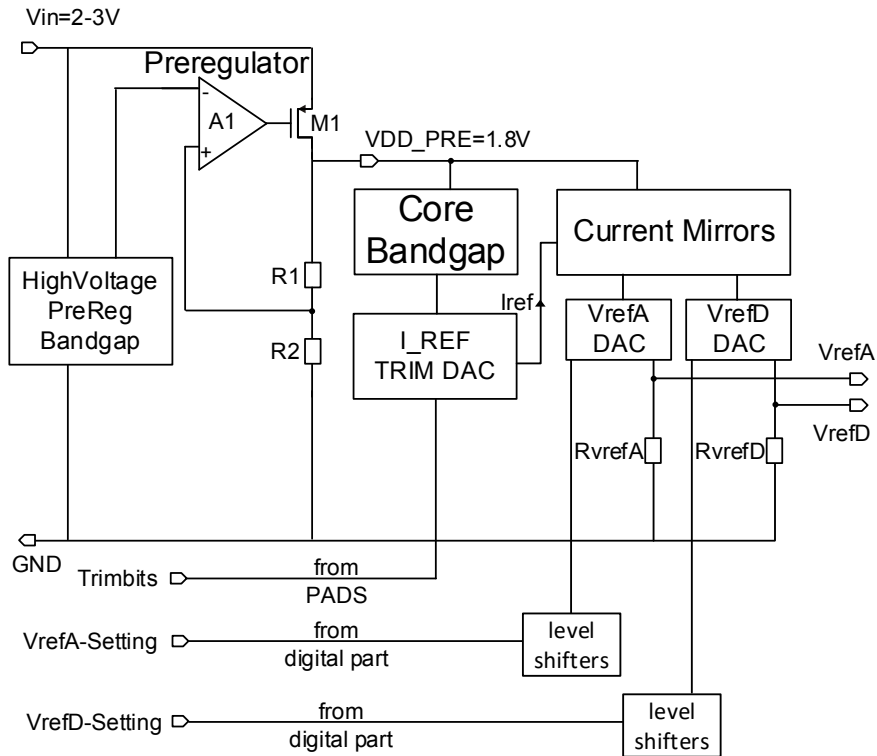 Vin=2-3V
Preregulator
-
A1
M1
+
VDD_PRE=1.8V
Core
Bandgap
Current Mirrors
HighVoltage
PreReg
Bandgap
R1
R2
Iref
I_REF
TRIM DAC
VrefA
DAC
VrefD
DAC
VrefA
VrefD
RvrefA
RvrefD
GND
Trimbits
from
PADS
VrefA-Setting
from
digital part
level
shifters
VrefD-Setting
from
digital part
level
shifters